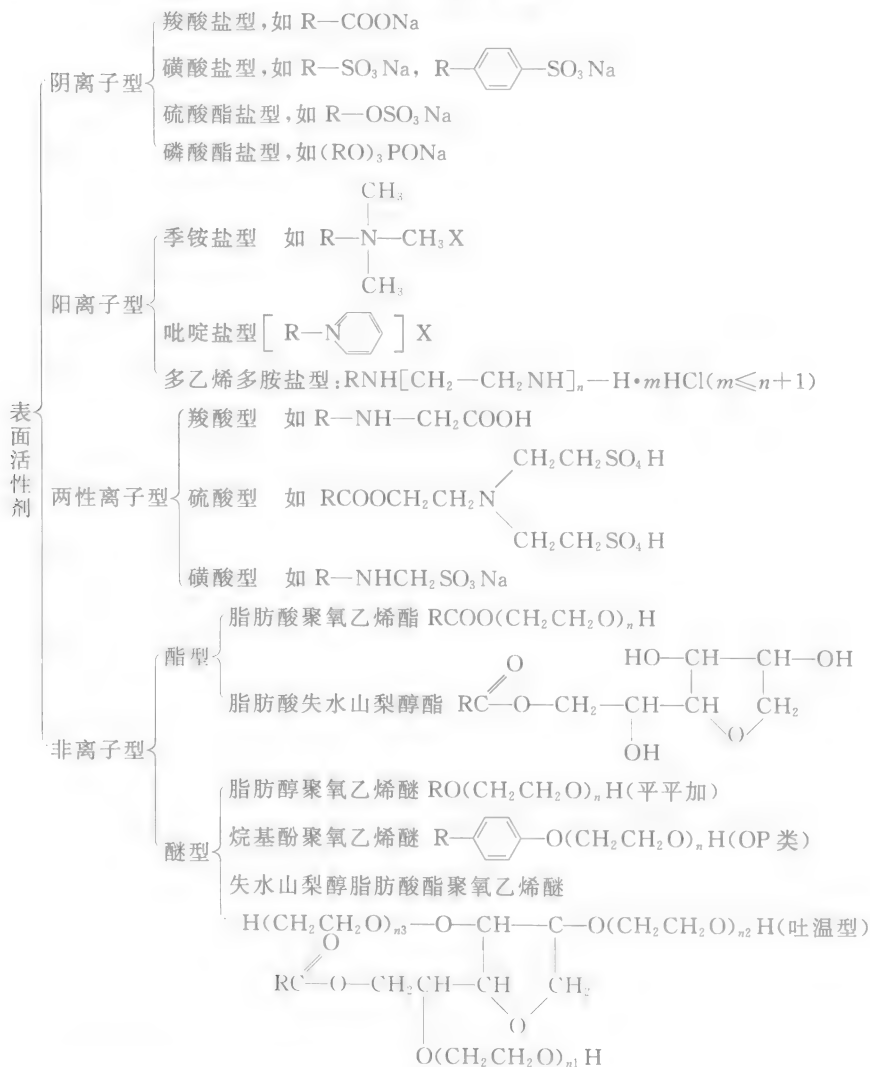 羧酸盐型,如 R—COONa
磺酸盐型,如 R—SO₃Na, R—SO₃Na
阴离子型
硫酸酯盐型,如 R—OSO₃Na
磷酸酯盐型,如(RO)₃PONa
CH₃
季铵盐型 如 R—N—CH₃X
CH₃
阳离子型
吡啶盐型[R—N]X
多乙烯多胺盐型:RNH[CH₂—CH₂NH]ₙ—H•mHCl(m≤n+1)
表面活性剂
羧酸型 如 R—NH—CH₂COOH
CH₂CH₂SO₄H
两性离子型
硫酸型 如 RCOOCH₂CH₂N
CH₂CH₂SO₄H
磺酸型 如 R—NHCH₂SO₃Na
脂肪酸聚氧乙烯酯 RCOO(CH₂CH₂O)ₙH
酯型
O HO—CH—CH—OH
脂肪酸失水山梨醇酯 RC—O—CH₂—CH—CH CH₂
O
OH
非离子型
脂肪醇聚氧乙烯醚 RO(CH₂CH₂O)ₙH(平平加)
烷基酚聚氧乙烯醚 R—O(CH₂CH₂O)ₙH(OP类)
醚型
失水山梨醇脂肪酸酯聚氧乙烯醚
H(CH₂CH₂O)ₙ₃—O—CH—C—O(CH₂CH₂O)ₙ₂H(吐温型)
O
RC—O—CH₂CH—CH CH₂
O
O(CH₂CH₂O)ₙ₁H